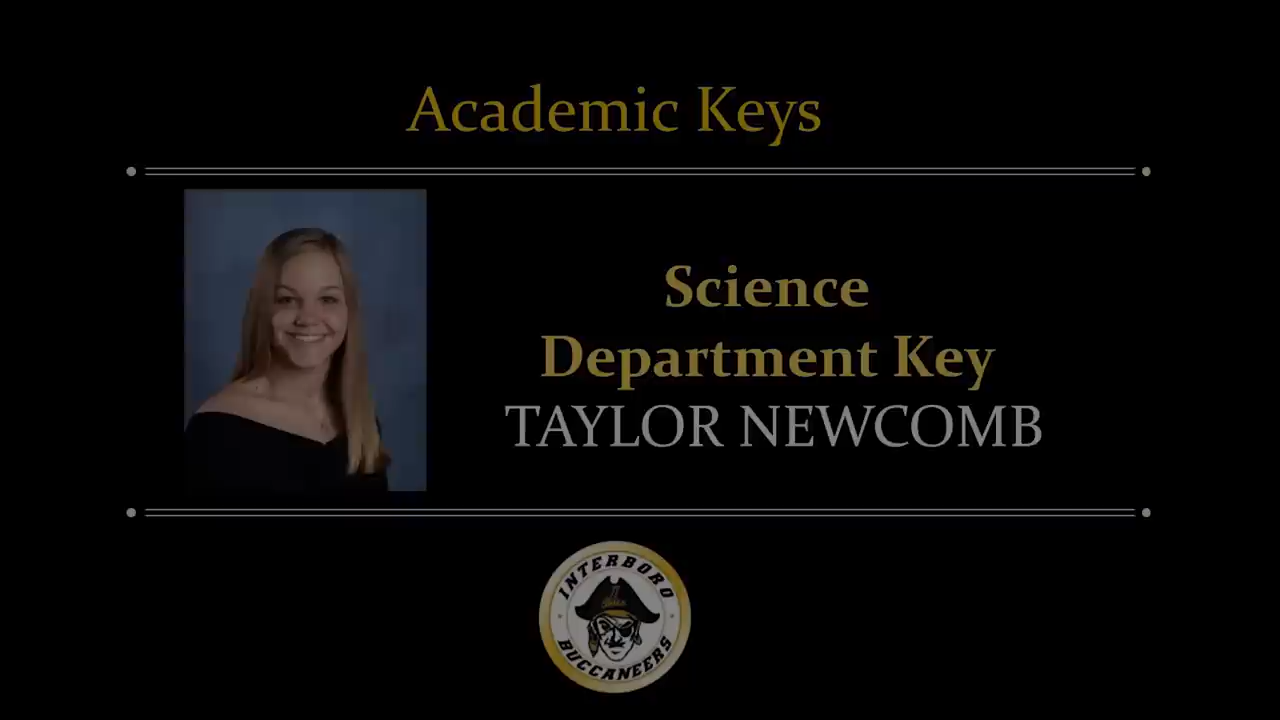 Academic Keys
Science
Department Key
TAYLOR NEWCOMB
INTERBORO
BUCCANEERS